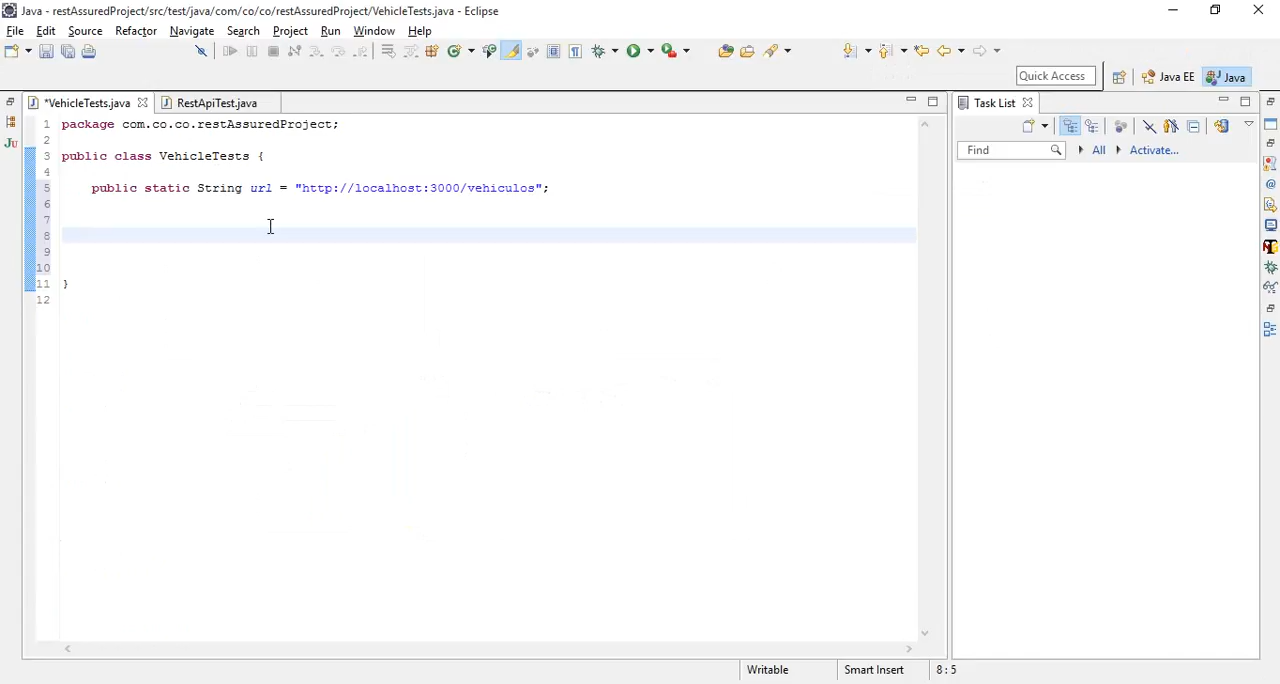 Java - restAssuredProject/src/test/java/com/co/co/restAssuredProject/VehicleTests.java - Eclipse
File Edit Source Refactor Navigate Search Project Run Window Help
Quick Access
Java EE
Java
*VehicleTests.java
RestApiTest.java
Task List
1 package com.co.co.restAssuredProject;
2
3 public class VehicleTests {
4
5 public static String url = "http://localhost:3000/vehiculos";
6
7
8
9
10
11 }
12
Find
All
Activate...
Ju
Writable
Smart Insert
8 : 5